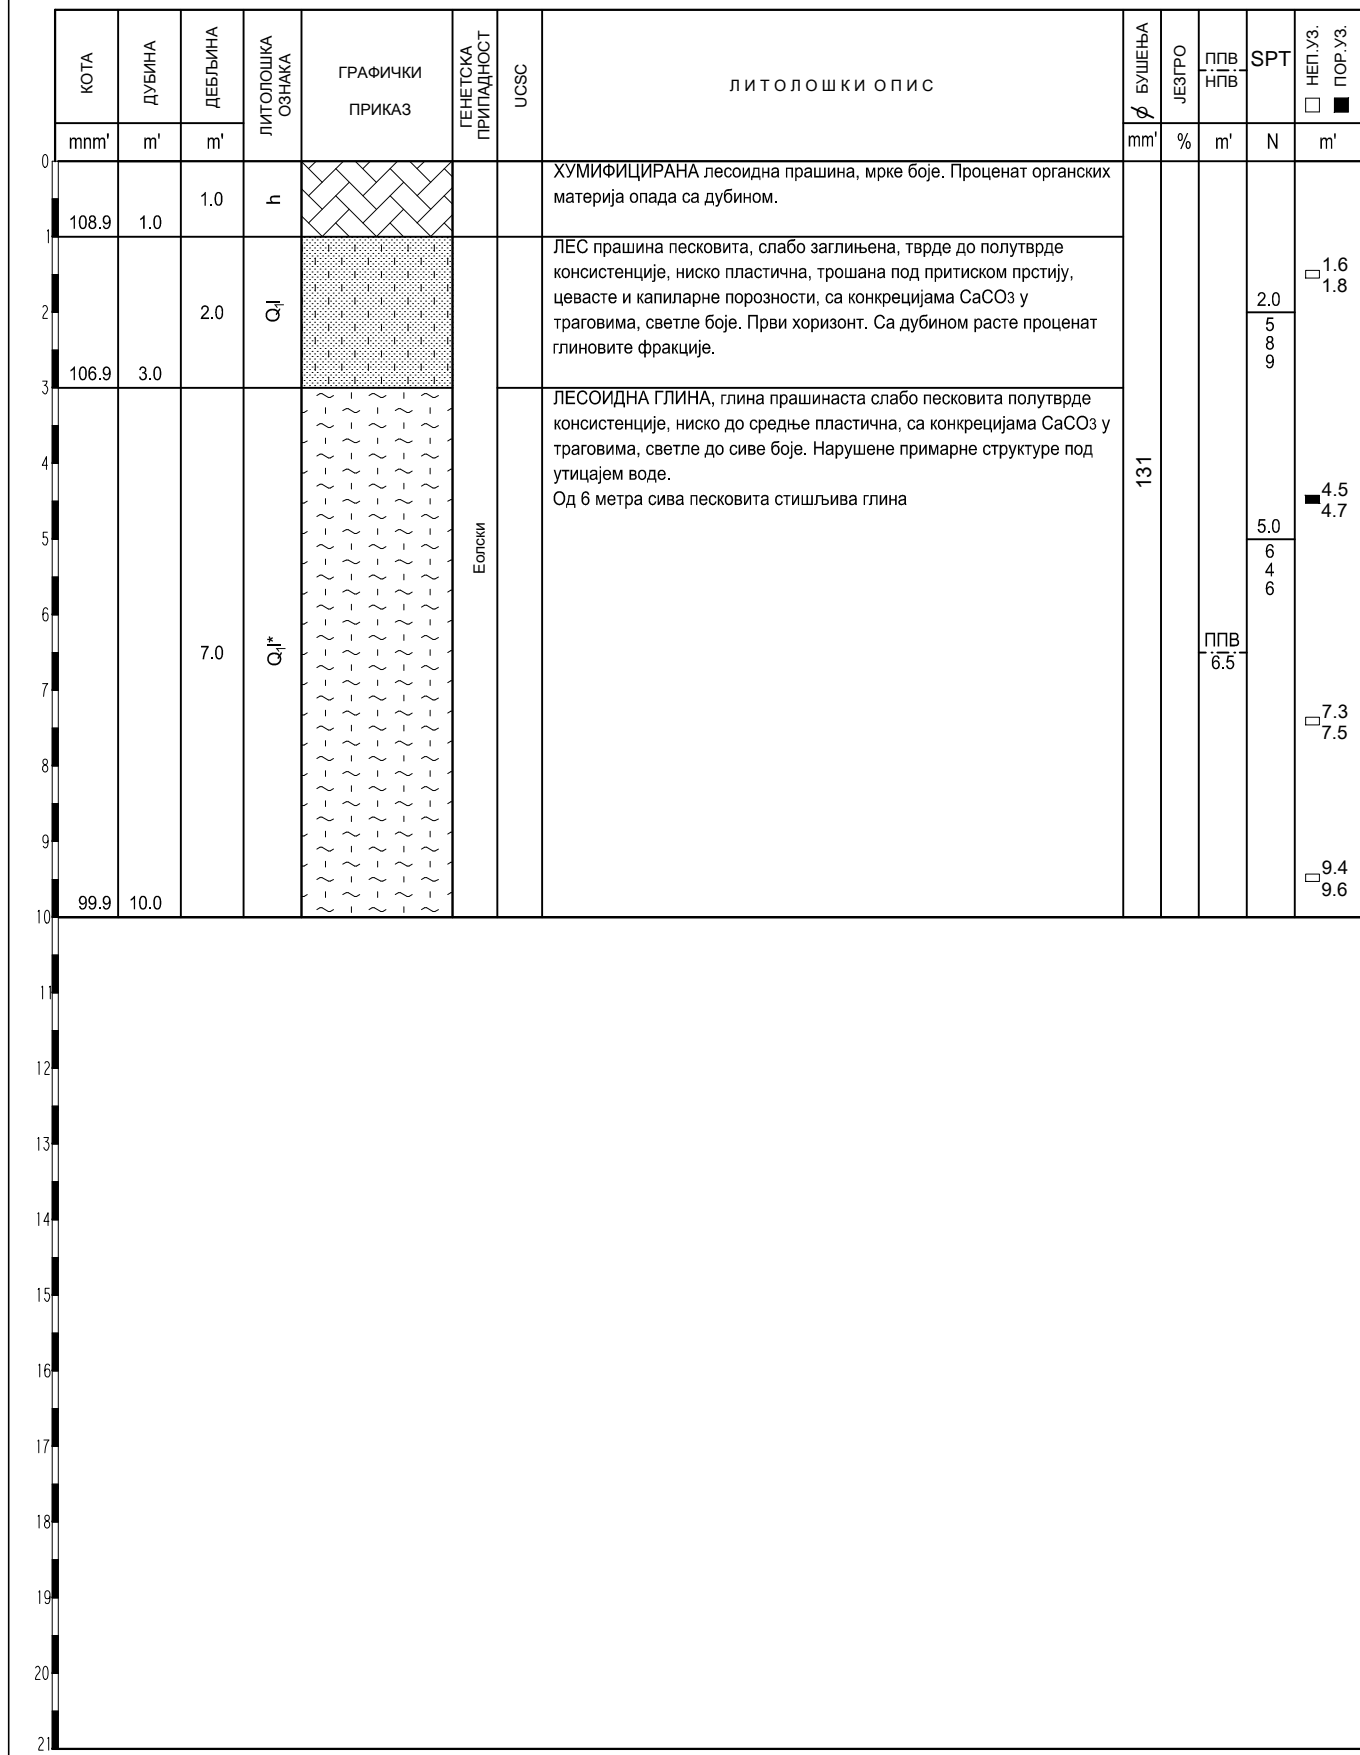 КОТА
ДУБИНА
ДЕБЉИНА
ЛИТОЛОШКА
ОЗНАКА
ГРАФИЧКИ
ПРИКАЗ
ГЕНЕТСКА
ПРИПАДНОСТ
UCSC
ЛИТОЛОШКИ ОПИС
⌀ БУШЕЊА
ЈЕЗГРО
ППВ
НПВ
SPT
□ НЕП.УЗ.
■ ПОР.УЗ.
mnm' m' m' mm' % m' N m'
0
1.0
h
108.9 1.0
ХУМИФИЦИРАНА лесоидна прашина, мрке боје. Проценат органских
материја опада са дубином.
1
ЛЕС прашина песковита, слабо заглињена, тврде до полутврде
консистенције, ниско пластична, трошана под притиском прстију,
цевасте и капиларне порозности, са конкрецијама CaCO3 у
траговима, светле боје. Први хоризонт. Са дубином расте проценат
глиновите фракције.
1.6
1.8
2
2.0
Q1l
2.0
5
8
9
106.9 3.0
3
ЛЕСОИДНА ГЛИНА, глина прашинаста слабо песковита полутврде
консистенције, ниско до средње пластична, са конкрецијама CaCO3 у
траговима, светле до сиве боје. Нарушене примарне структуре под
утицајем воде.
Од 6 метра сива песковита стишљива глина
4
131
4.5
4.7
5
Еолски
5.0
6
4
6
6
7.0
Q1l*
ППВ
6.5
7
7.3
7.5
8
9
9.4
9.6
99.9 10.0
10
11
12
13
14
15
16
17
18
19
20
21